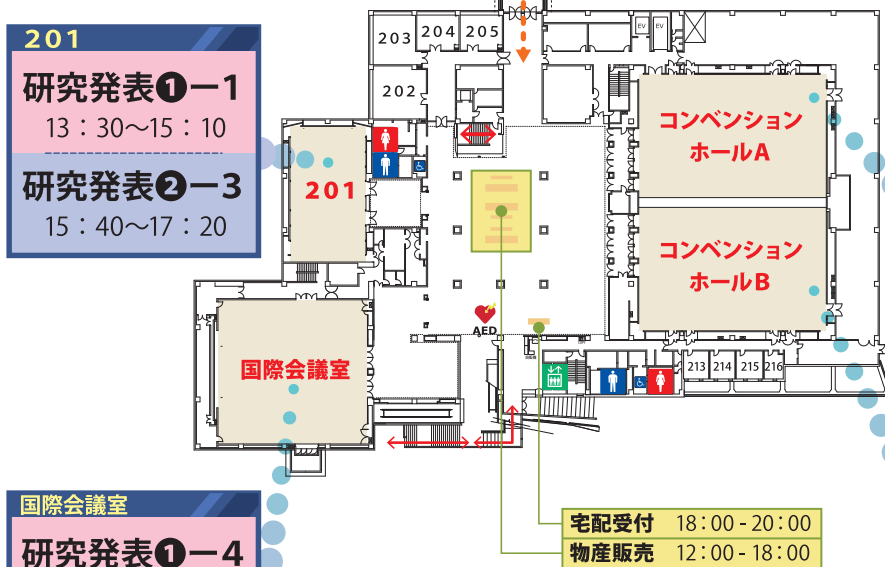 201
研究発表❶ー1
13：30～15：10
研究発表❷ー3
15：40～17：20
国際会議室
研究発表❶ー4
203
204
205
202
201
国際会議室
EV
EV
コンベンション
ホールA
コンベンション
ホールB
AED
213
214
215
216
宅配受付 18：00 - 20：00
物産販売 12：00 - 18：00